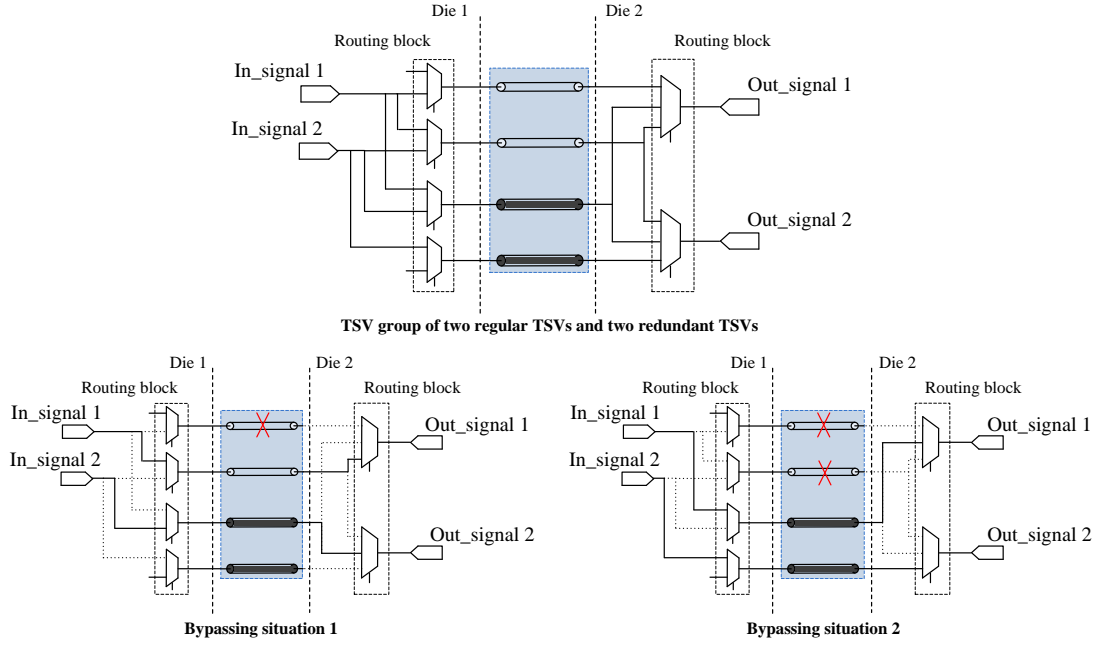 Die 1
Die 2
Routing block
Routing block
In_signal 1
Out_signal 1
In_signal 2
Out_signal 2
TSV group of two regular TSVs and two redundant TSVs
Die 1
Die 2
Routing block
Routing block
In_signal 1
Out_signal 1
In_signal 2
Out_signal 2
Bypassing situation 1
Die 1
Die 2
Routing block
Routing block
In_signal 1
Out_signal 1
In_signal 2
Out_signal 2
Bypassing situation 2